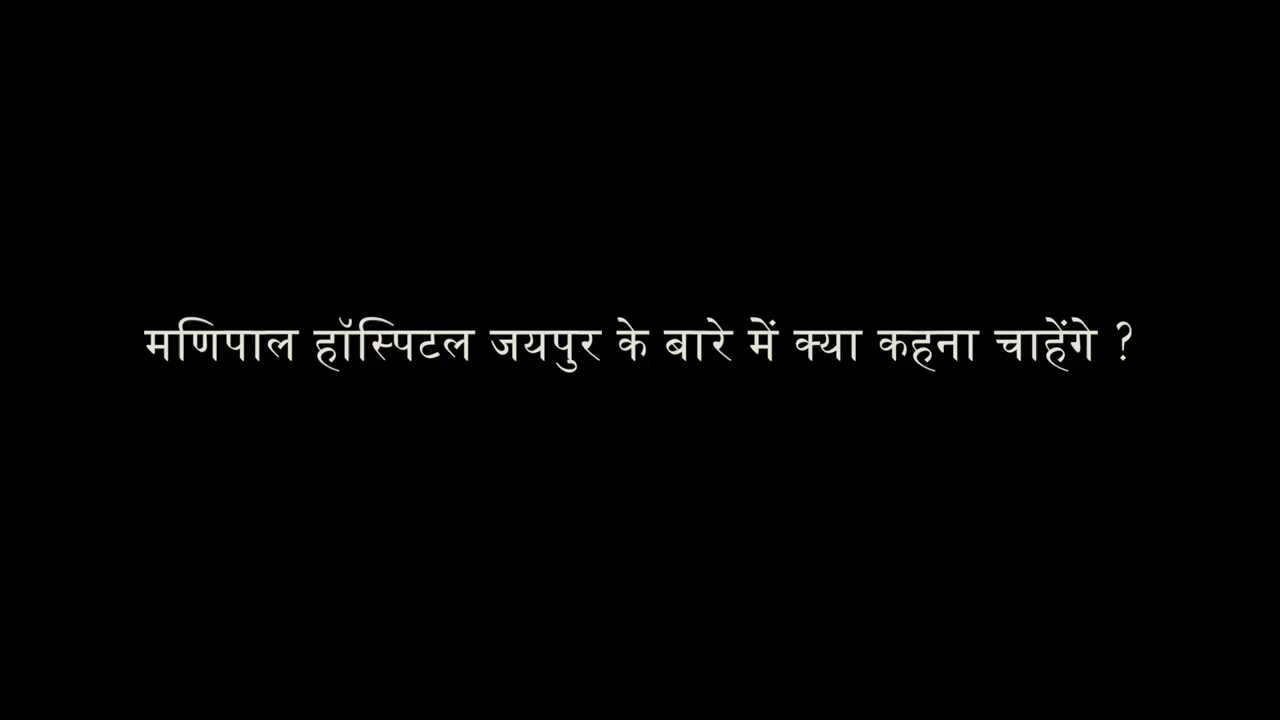 मणिपाल हॉस्पिटल जयपुर के बारे में क्या कहना चाहेंगे ?